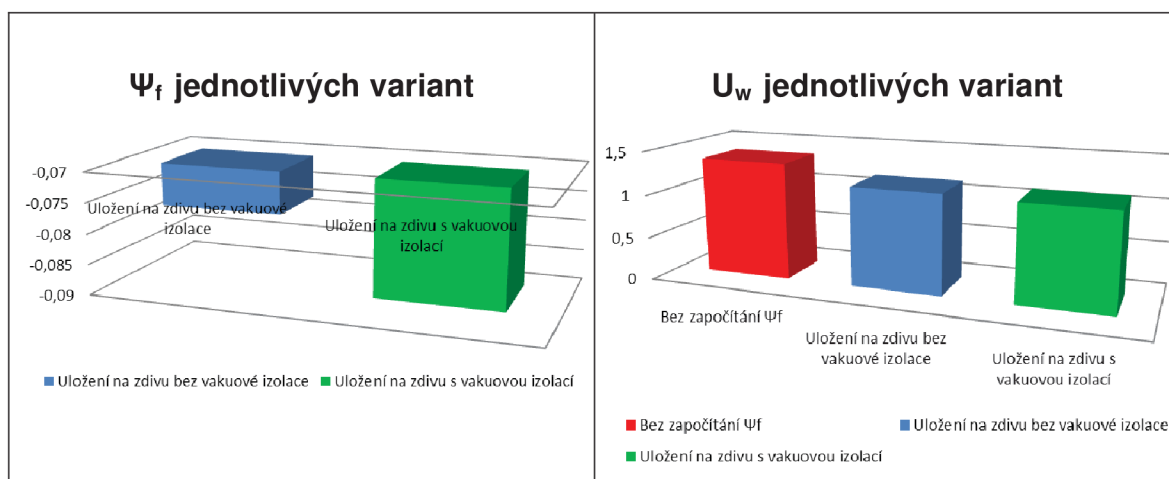 Ψf jednotlivých variant
-0,07
-0,075
-0,08
-0,085
-0,09
Uložení na zdivu bez vakuové
izolace
Uložení na zdivu s vakuovou
izolací
Uložení na zdivu bez vakuové izolace
Uložení na zdivu s vakuovou izolací
Uw jednotlivých variant
1,5
1
0,5
0
Bez započítání Ψf
Uložení na zdivu bez
vakuové izolace
Uložení na zdivu s
vakuovou izolací
Bez započítání Ψf
Uložení na zdivu bez vakuové izolace
Uložení na zdivu s vakuovou izolací